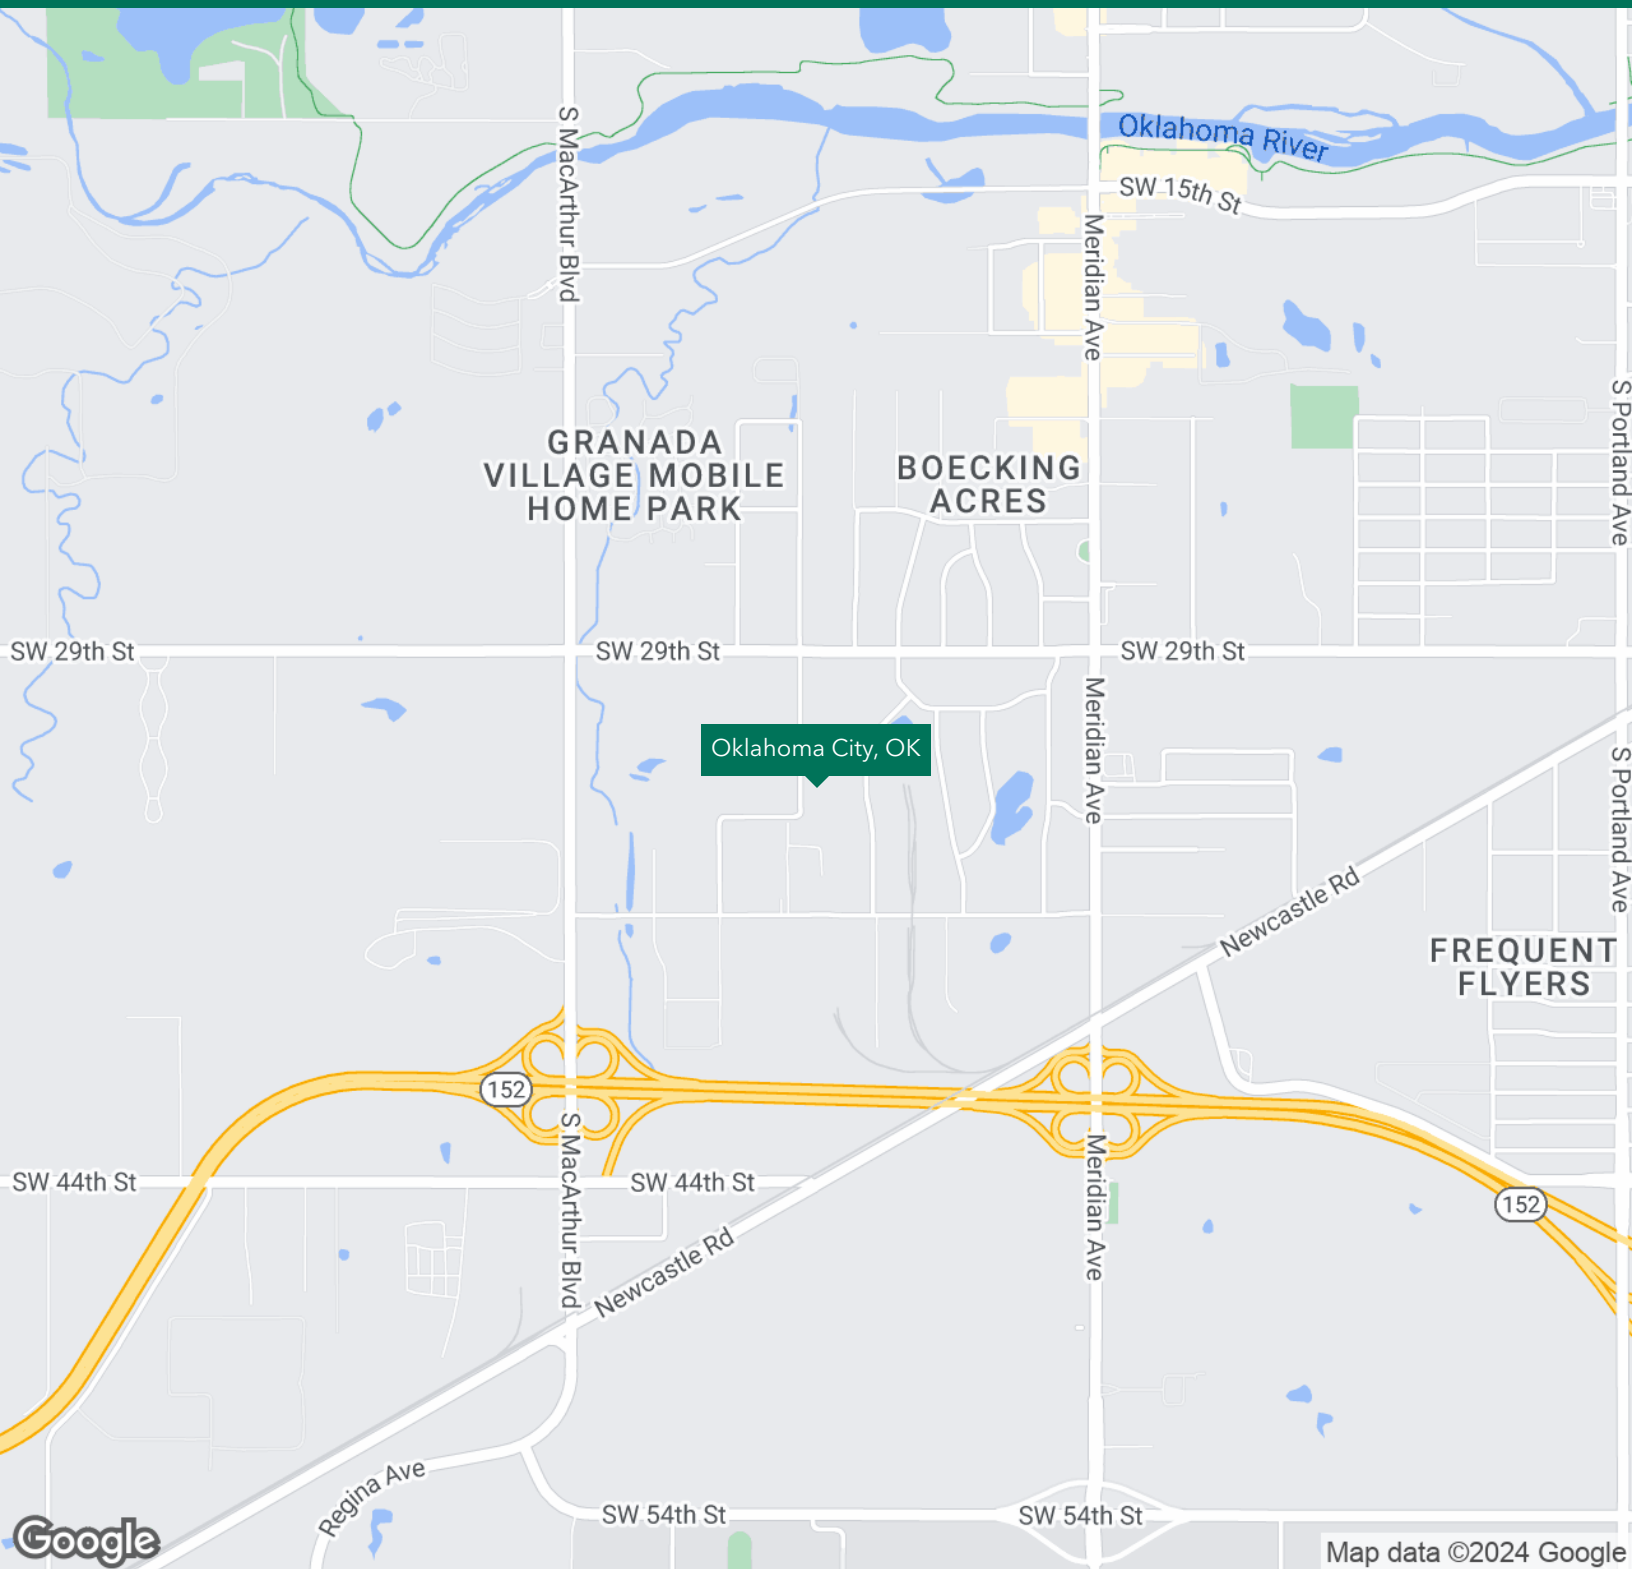 Oklahoma River
SW 15th St
S MacArthur Blvd
Meridian Ave
S Portland Ave
GRANADA
VILLAGE MOBILE
HOME PARK
BOECKING
ACRES
SW 29th St
SW 29th St
SW 29th St
Meridian Ave
Oklahoma City, OK
S Portland Ave
Newcastle Rd
FREQUENT
FLYERS
152
S MacArthur Blvd
Meridian Ave
SW 44th St
SW 44th St
152
Newcastle Rd
Regina Ave
SW 54th St
SW 54th St
Google
Map data ©2024 Google